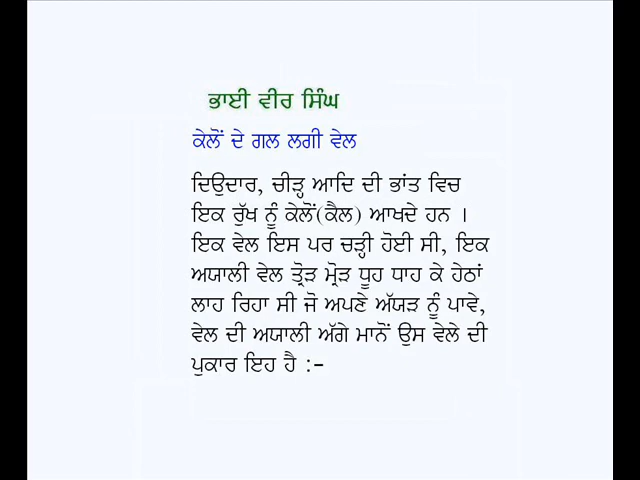 ਭਾਈ ਵੀਰ ਸਿੰਘ
ਕੇਲੋਂ ਦੇ ਗਲ ਲਗੀ ਵੇਲ
ਦਿਉਦਾਰ, ਚੀੜ੍ਹ ਆਦਿ ਦੀ ਭਾਂਤ ਵਿਚ
ਇਕ ਰੁੱਖ ਨੂੰ ਕੇਲੋਂ(ਕੈਲ) ਆਖਦੇ ਹਨ ।
ਇਕ ਵੇਲ ਇਸ ਪਰ ਚੜ੍ਹੀ ਹੋਈ ਸੀ, ਇਕ
ਅਯਾਲੀ ਵੇਲ ਤ੍ਰੋੜ ਮ੍ਰੋੜ ਧੂਹ ਧਾਹ ਕੇ ਹੇਠਾਂ
ਲਾਹ ਰਿਹਾ ਸੀ ਜੋ ਅਪਣੇ ਅੱਯੜ ਨੂੰ ਪਾਵੇ,
ਵੇਲ ਦੀ ਅਯਾਲੀ ਅੱਗੇ ਮਾਨੋਂ ਉਸ ਵੇਲੇ ਦੀ
ਪੁਕਾਰ ਇਹ ਹੈ :-